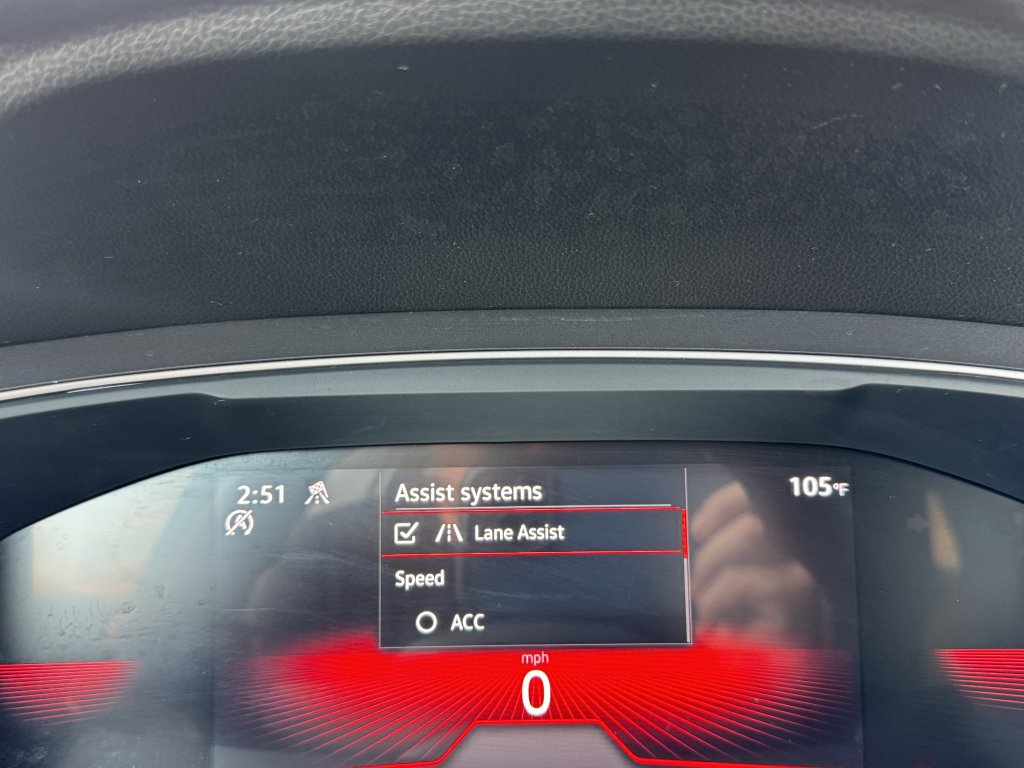 2:51
Assist systems
105°F
Lane Assist
Speed
ACC
mph
0